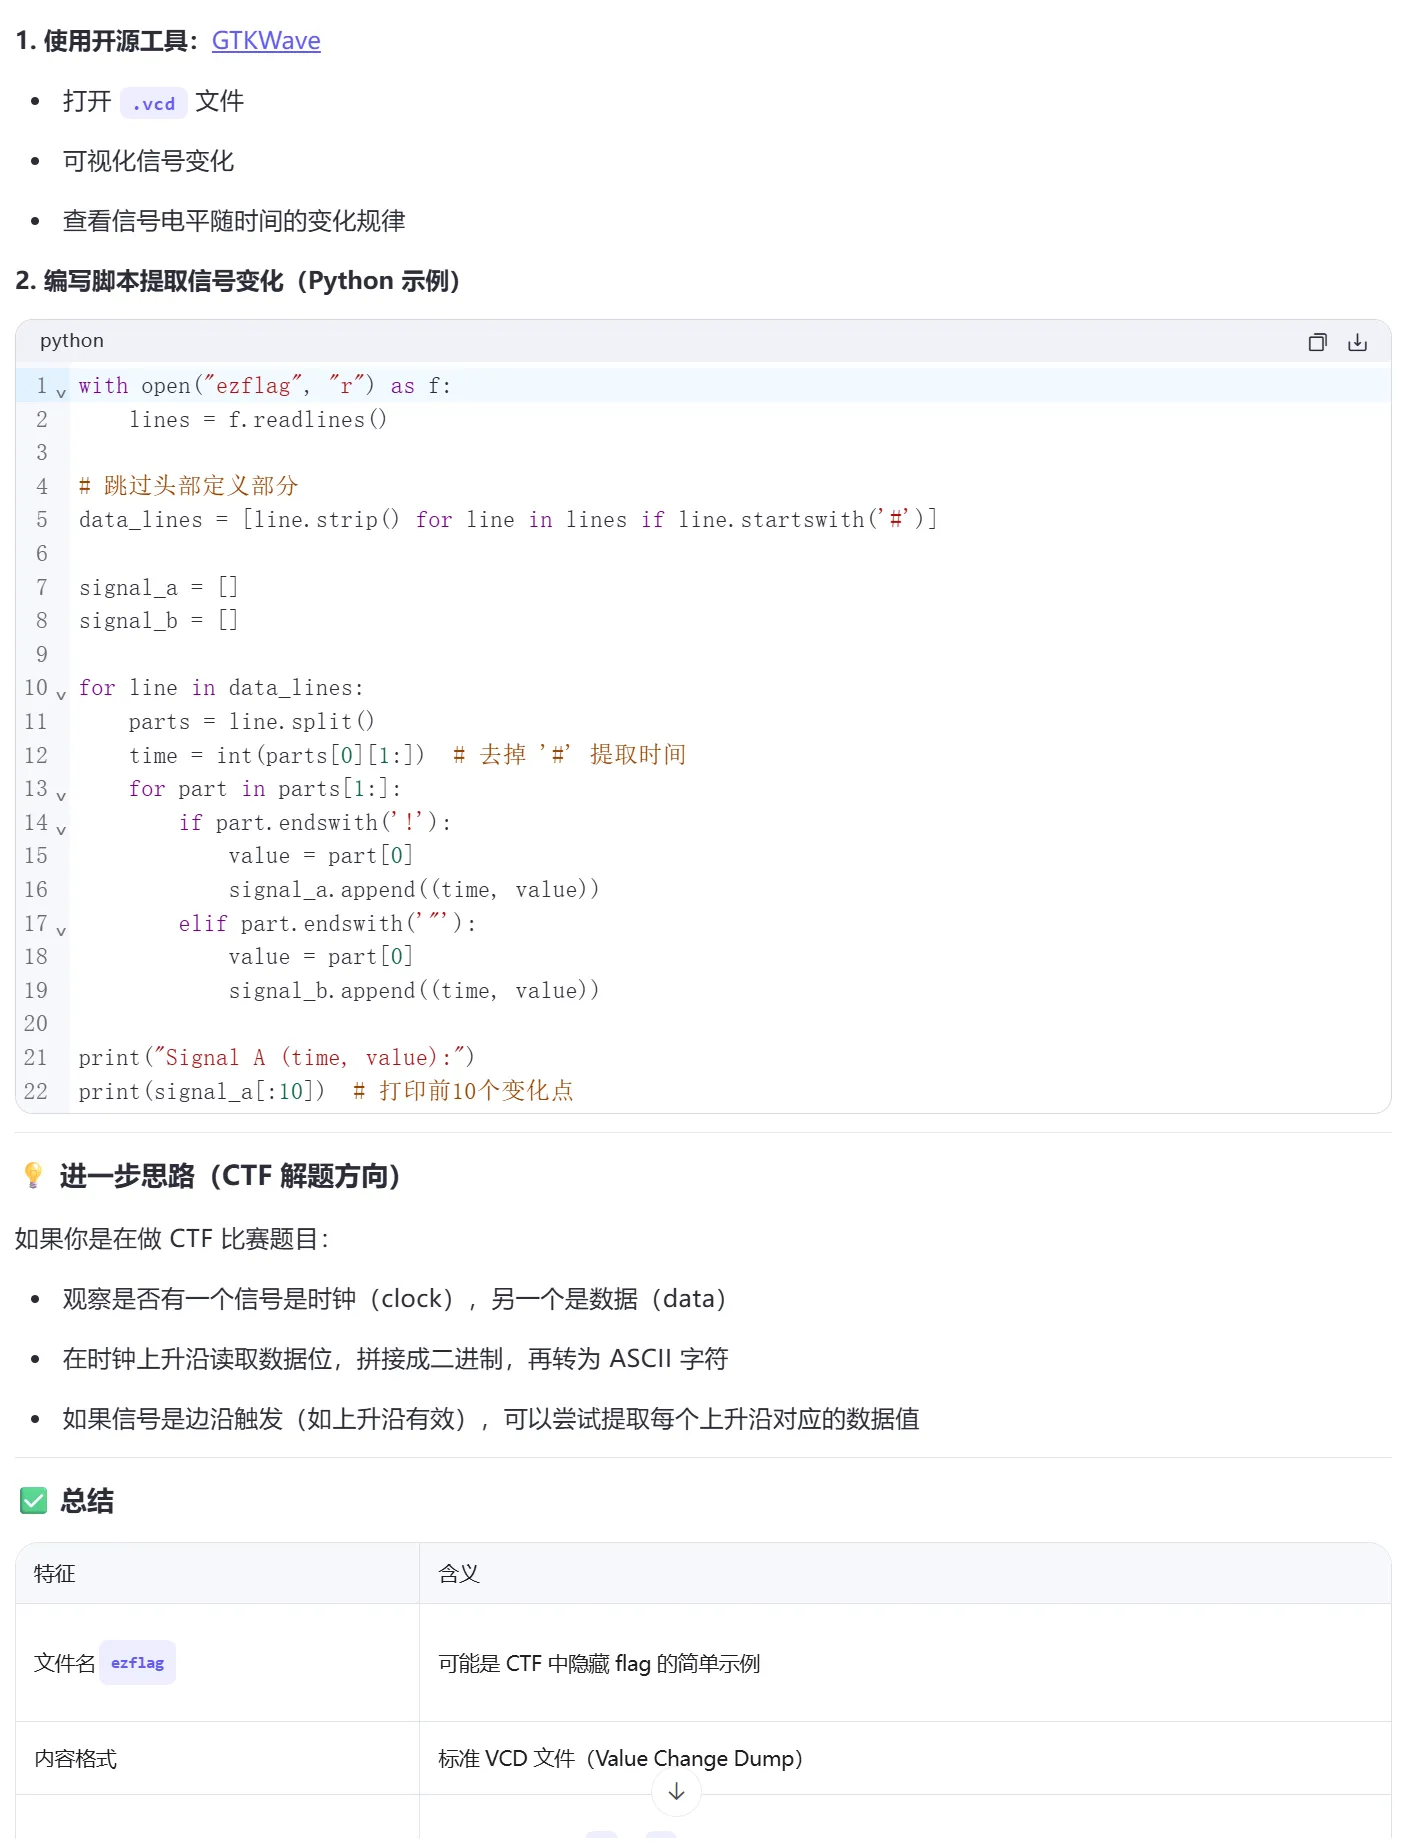 1. 使用开源工具：GTKWave
• 打开 .vcd 文件
• 可视化信号变化
• 查看信号电平随时间的变化规律
2. 编写脚本提取信号变化（Python 示例）
python
1 with open("ezflag", "r") as f:
2     lines = f.readlines()
3
4 # 跳过头部定义部分
5 data_lines = [line.strip() for line in lines if line.startswith('#')]
6
7 signal_a = []
8 signal_b = []
9
10 for line in data_lines:
11     parts = line.split()
12     time = int(parts[0][1:])  # 去掉 '#' 提取时间
13     for part in parts[1:]:
14         if part.endswith('!'):
15             value = part[0]
16             signal_a.append((time, value))
17         elif part.endswith('"'):
18             value = part[0]
19             signal_b.append((time, value))
20
21 print("Signal A (time, value):")
22 print(signal_a[:10])  # 打印前10个变化点
💡 进一步思路（CTF 解题方向）
如果你是在做 CTF 比赛题目：
• 观察是否有一个信号是时钟（clock），另一个是数据（data）
• 在时钟上升沿读取数据位，拼接成二进制，再转为 ASCII 字符
• 如果信号是边沿触发（如上升沿有效），可以尝试提取每个上升沿对应的数据值
✅ 总结
特征 含义
文件名 ezflag 可能是 CTF 中隐藏 flag 的简单示例
内容格式 标准 VCD 文件（Value Change Dump）